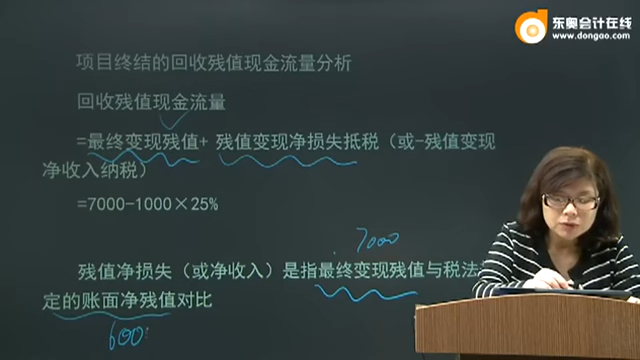 东奥会计在线
www.dongao.com
项目终结的回收残值现金流量分析
回收残值现金流量
=最终变现残值+ 残值变现净损失抵税（或-残值变现
净收入纳税）
=7000-1000×25%
7000
残值净损失（或净收入）是指最终变现残值与税法
定的账面净残值对比
600